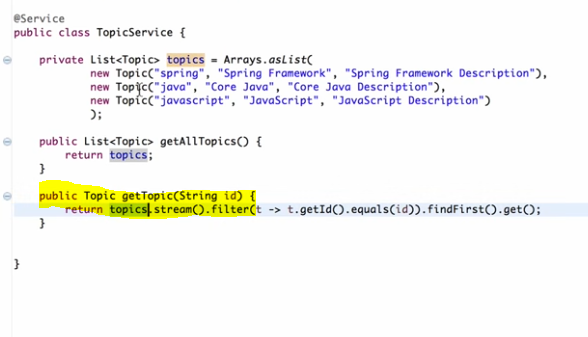 @Service
public class TopicService {
private List<Topic> topics = Arrays.asList(
new Topic("spring", "Spring Framework", "Spring Framework Description"),
new Topic("java", "Core Java", "Core Java Description"),
new Topic("javascript", "JavaScript", "JavaScript Description")
);
public List<Topic> getAllTopics() {
return topics;
}
public Topic getTopic(String id) {
return topics.stream().filter(t -> t.getId().equals(id)).findFirst().get();
}
}